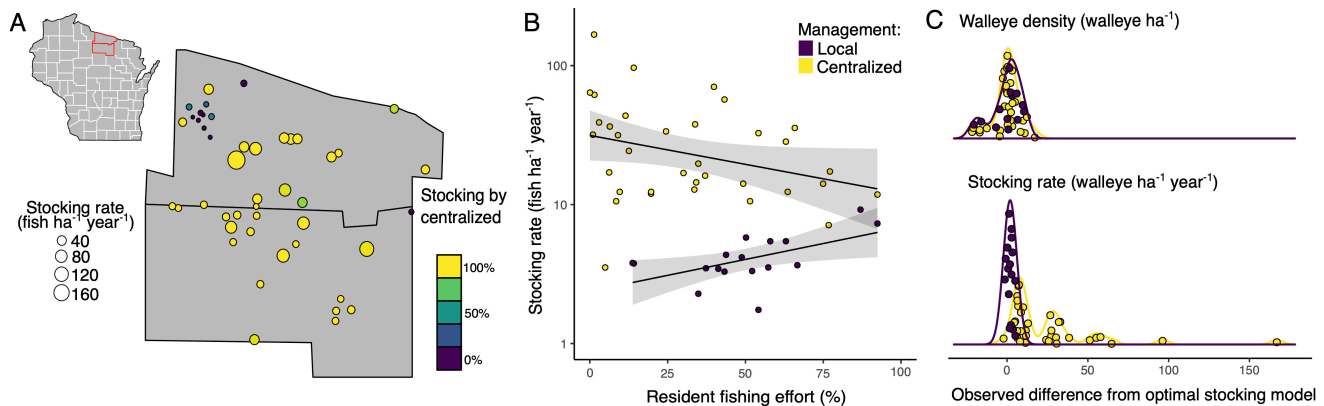 A
Stocking rate
(fish ha⁻¹ year⁻¹)
40
80
120
160
Stocking by
centralized
100%
50%
0%
B
Management:
Local
Centralized
Stocking rate (fish ha⁻¹ year⁻¹)
100
10
1
0
25
50
75
100
Resident fishing effort (%)
C
Walleye density (walleye ha⁻¹)
Stocking rate (walleye ha⁻¹ year⁻¹)
0
50
100
150
Observed difference from optimal stocking model